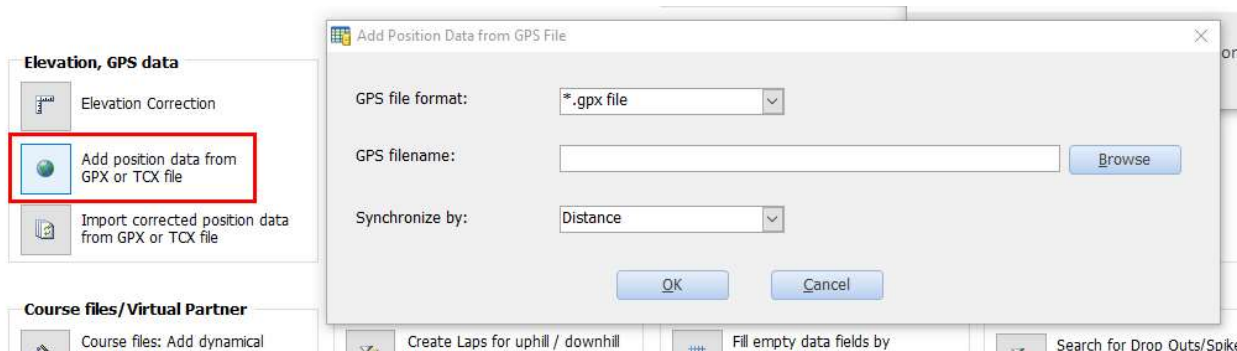 Add Position Data from GPS File
Elevation, GPS data
Elevation Correction
Add position data from
GPX or TCX file
Import corrected position data
from GPX or TCX file
GPS file format:
*.gpx file
GPS filename:
Browse
Synchronize by:
Distance
OK
Cancel
or
Course files/Virtual Partner
Course files: Add dynamical
Create Laps for uphill / downhill
Fill empty data fields by
Search for Drop Outs/Spike